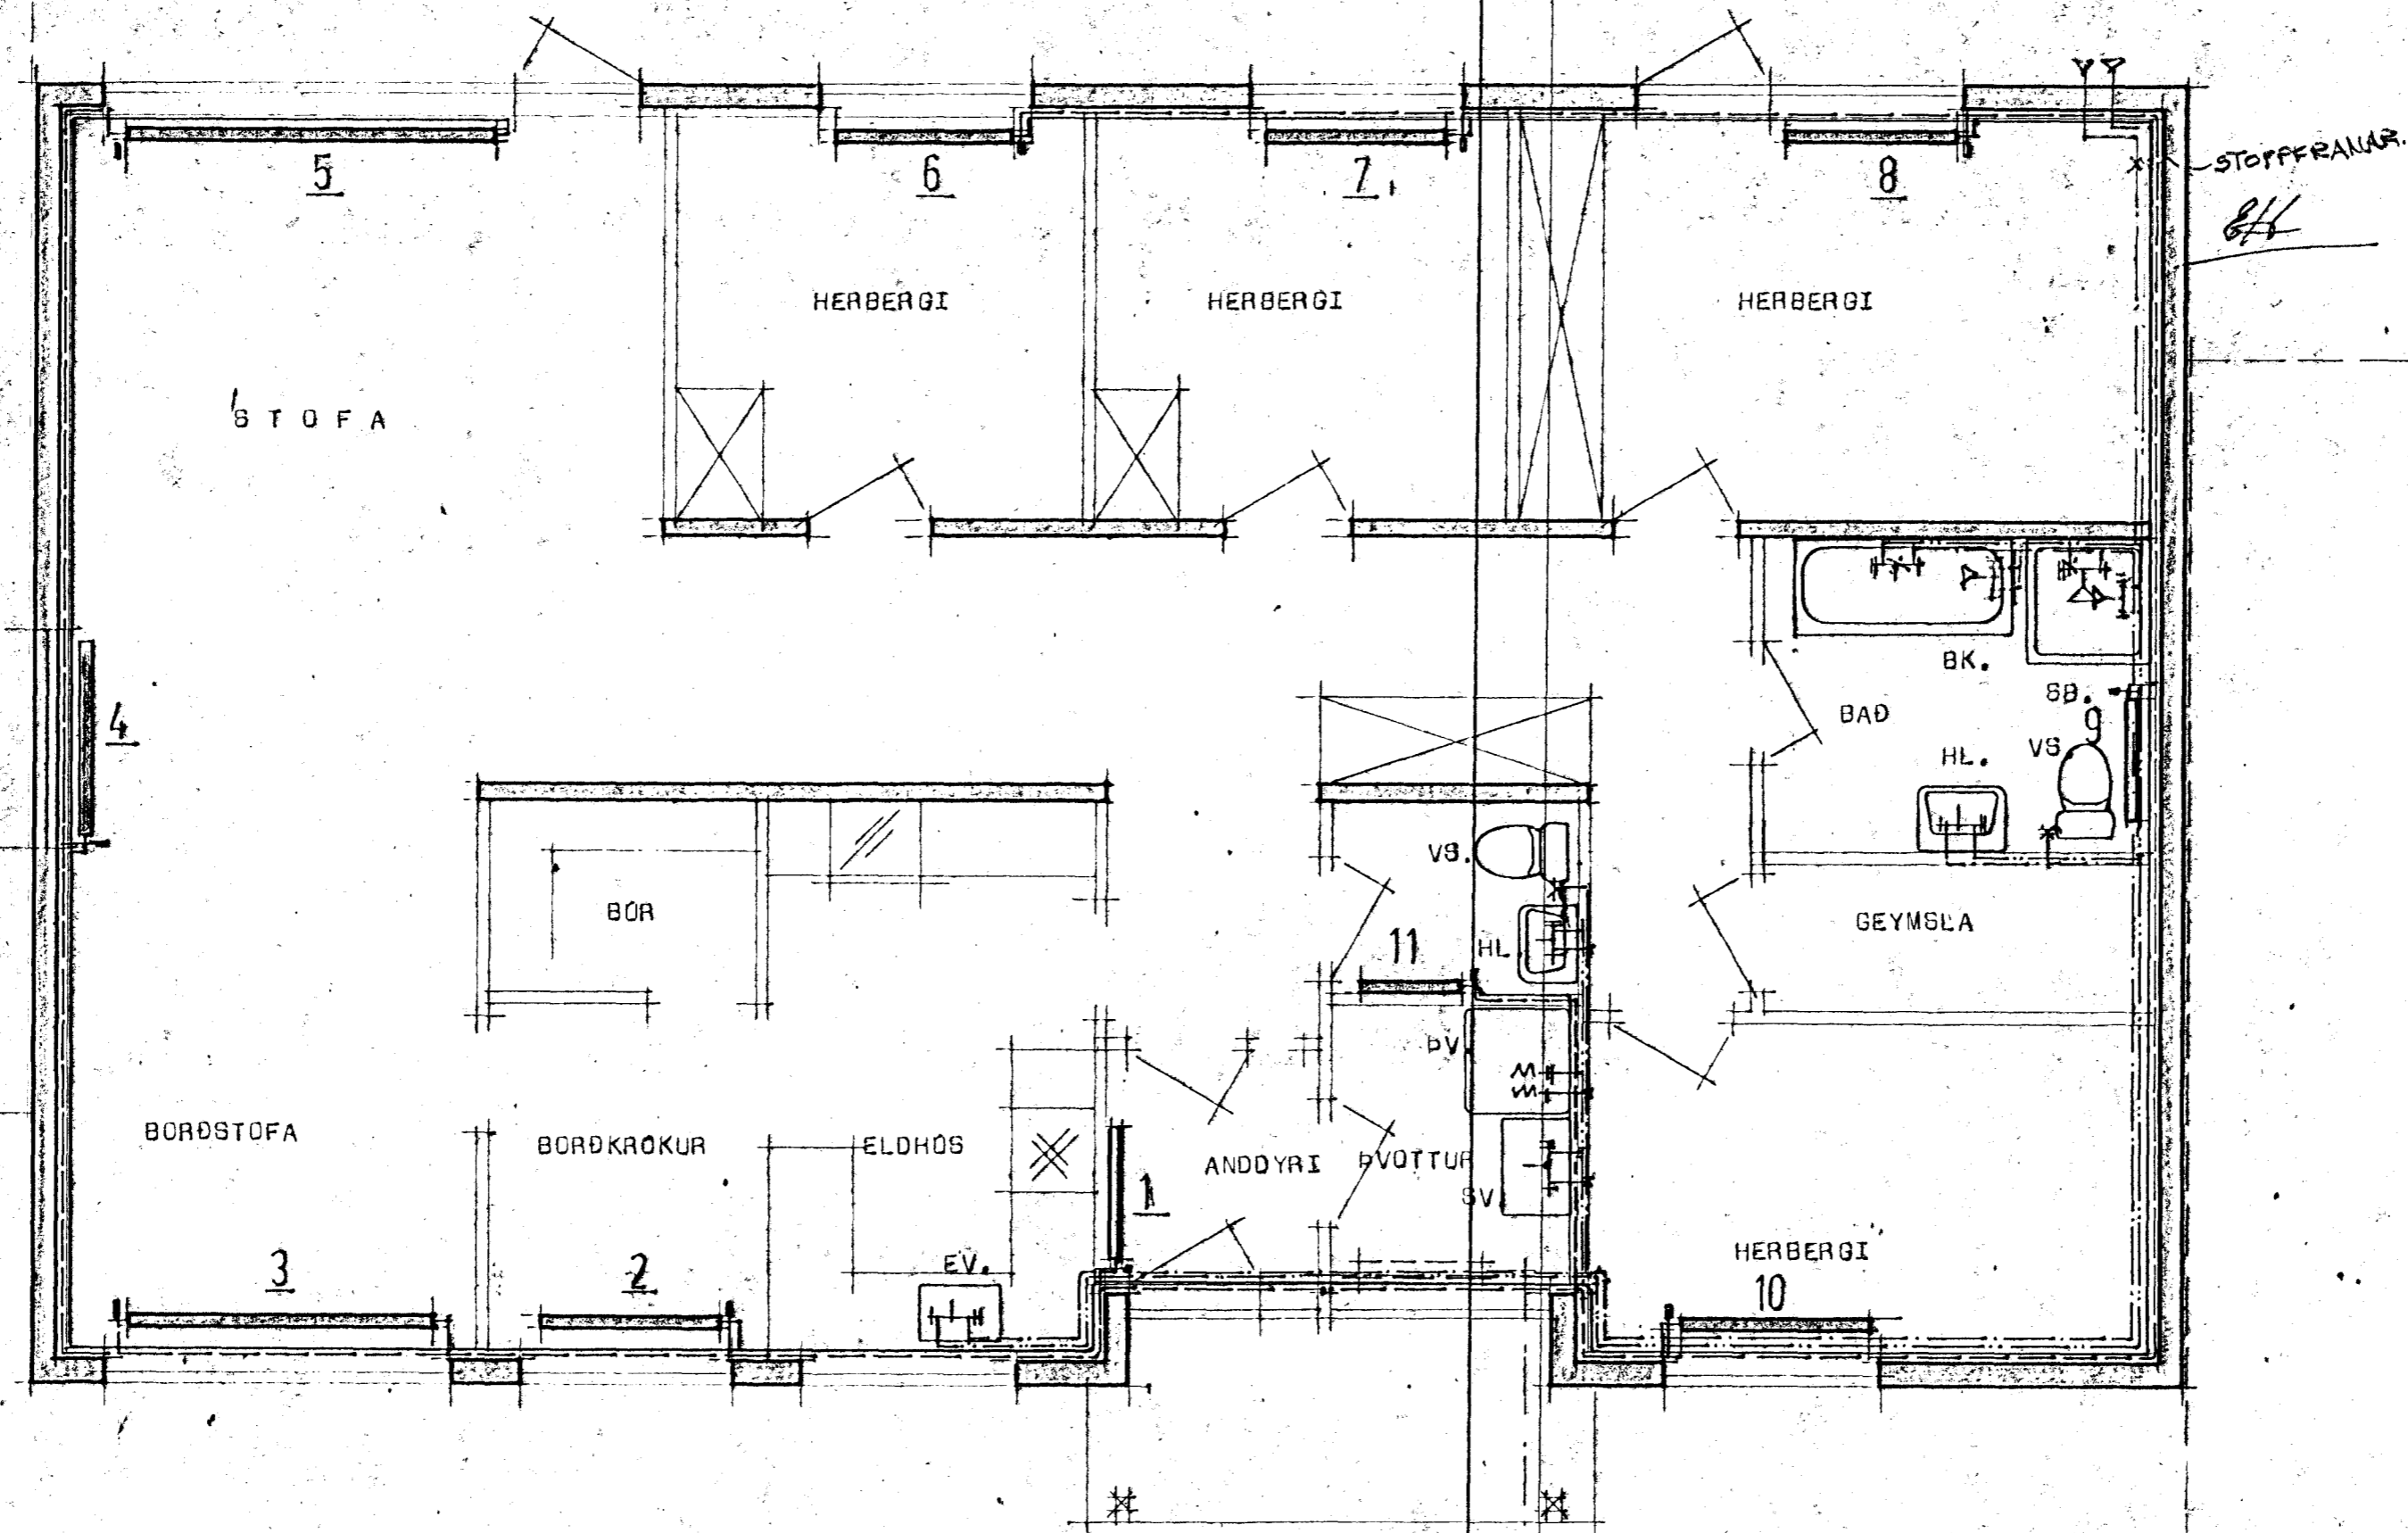 5
6
7
8
STOPPKRANAR.
HERBERGI
HERBERGI
HERBERGI
STOFA
BK.
SB.
4
BAÐ
9
VS
HL.
VS.
BÚR
GEYMSLA
11
HL
ÞV
BORÐSTOFA
BORÐKRÓKUR
ELDHÚS
ANDDYRI
ÞVOTTUR
1
SV.
HERBERGI
3
2
EV.
10